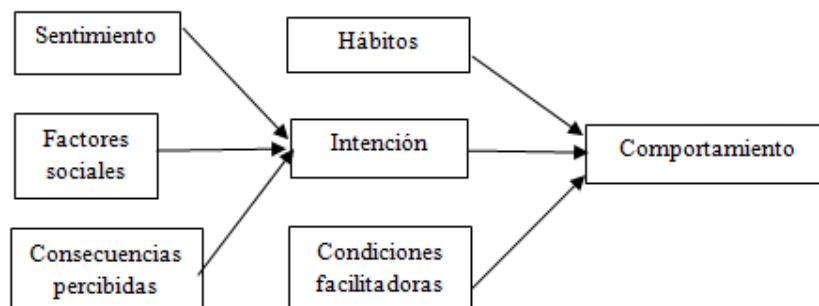 Sentimiento
Hábitos
Factores
sociales
Intención
Comportamiento
Consecuencias
percibidas
Condiciones
facilitadoras